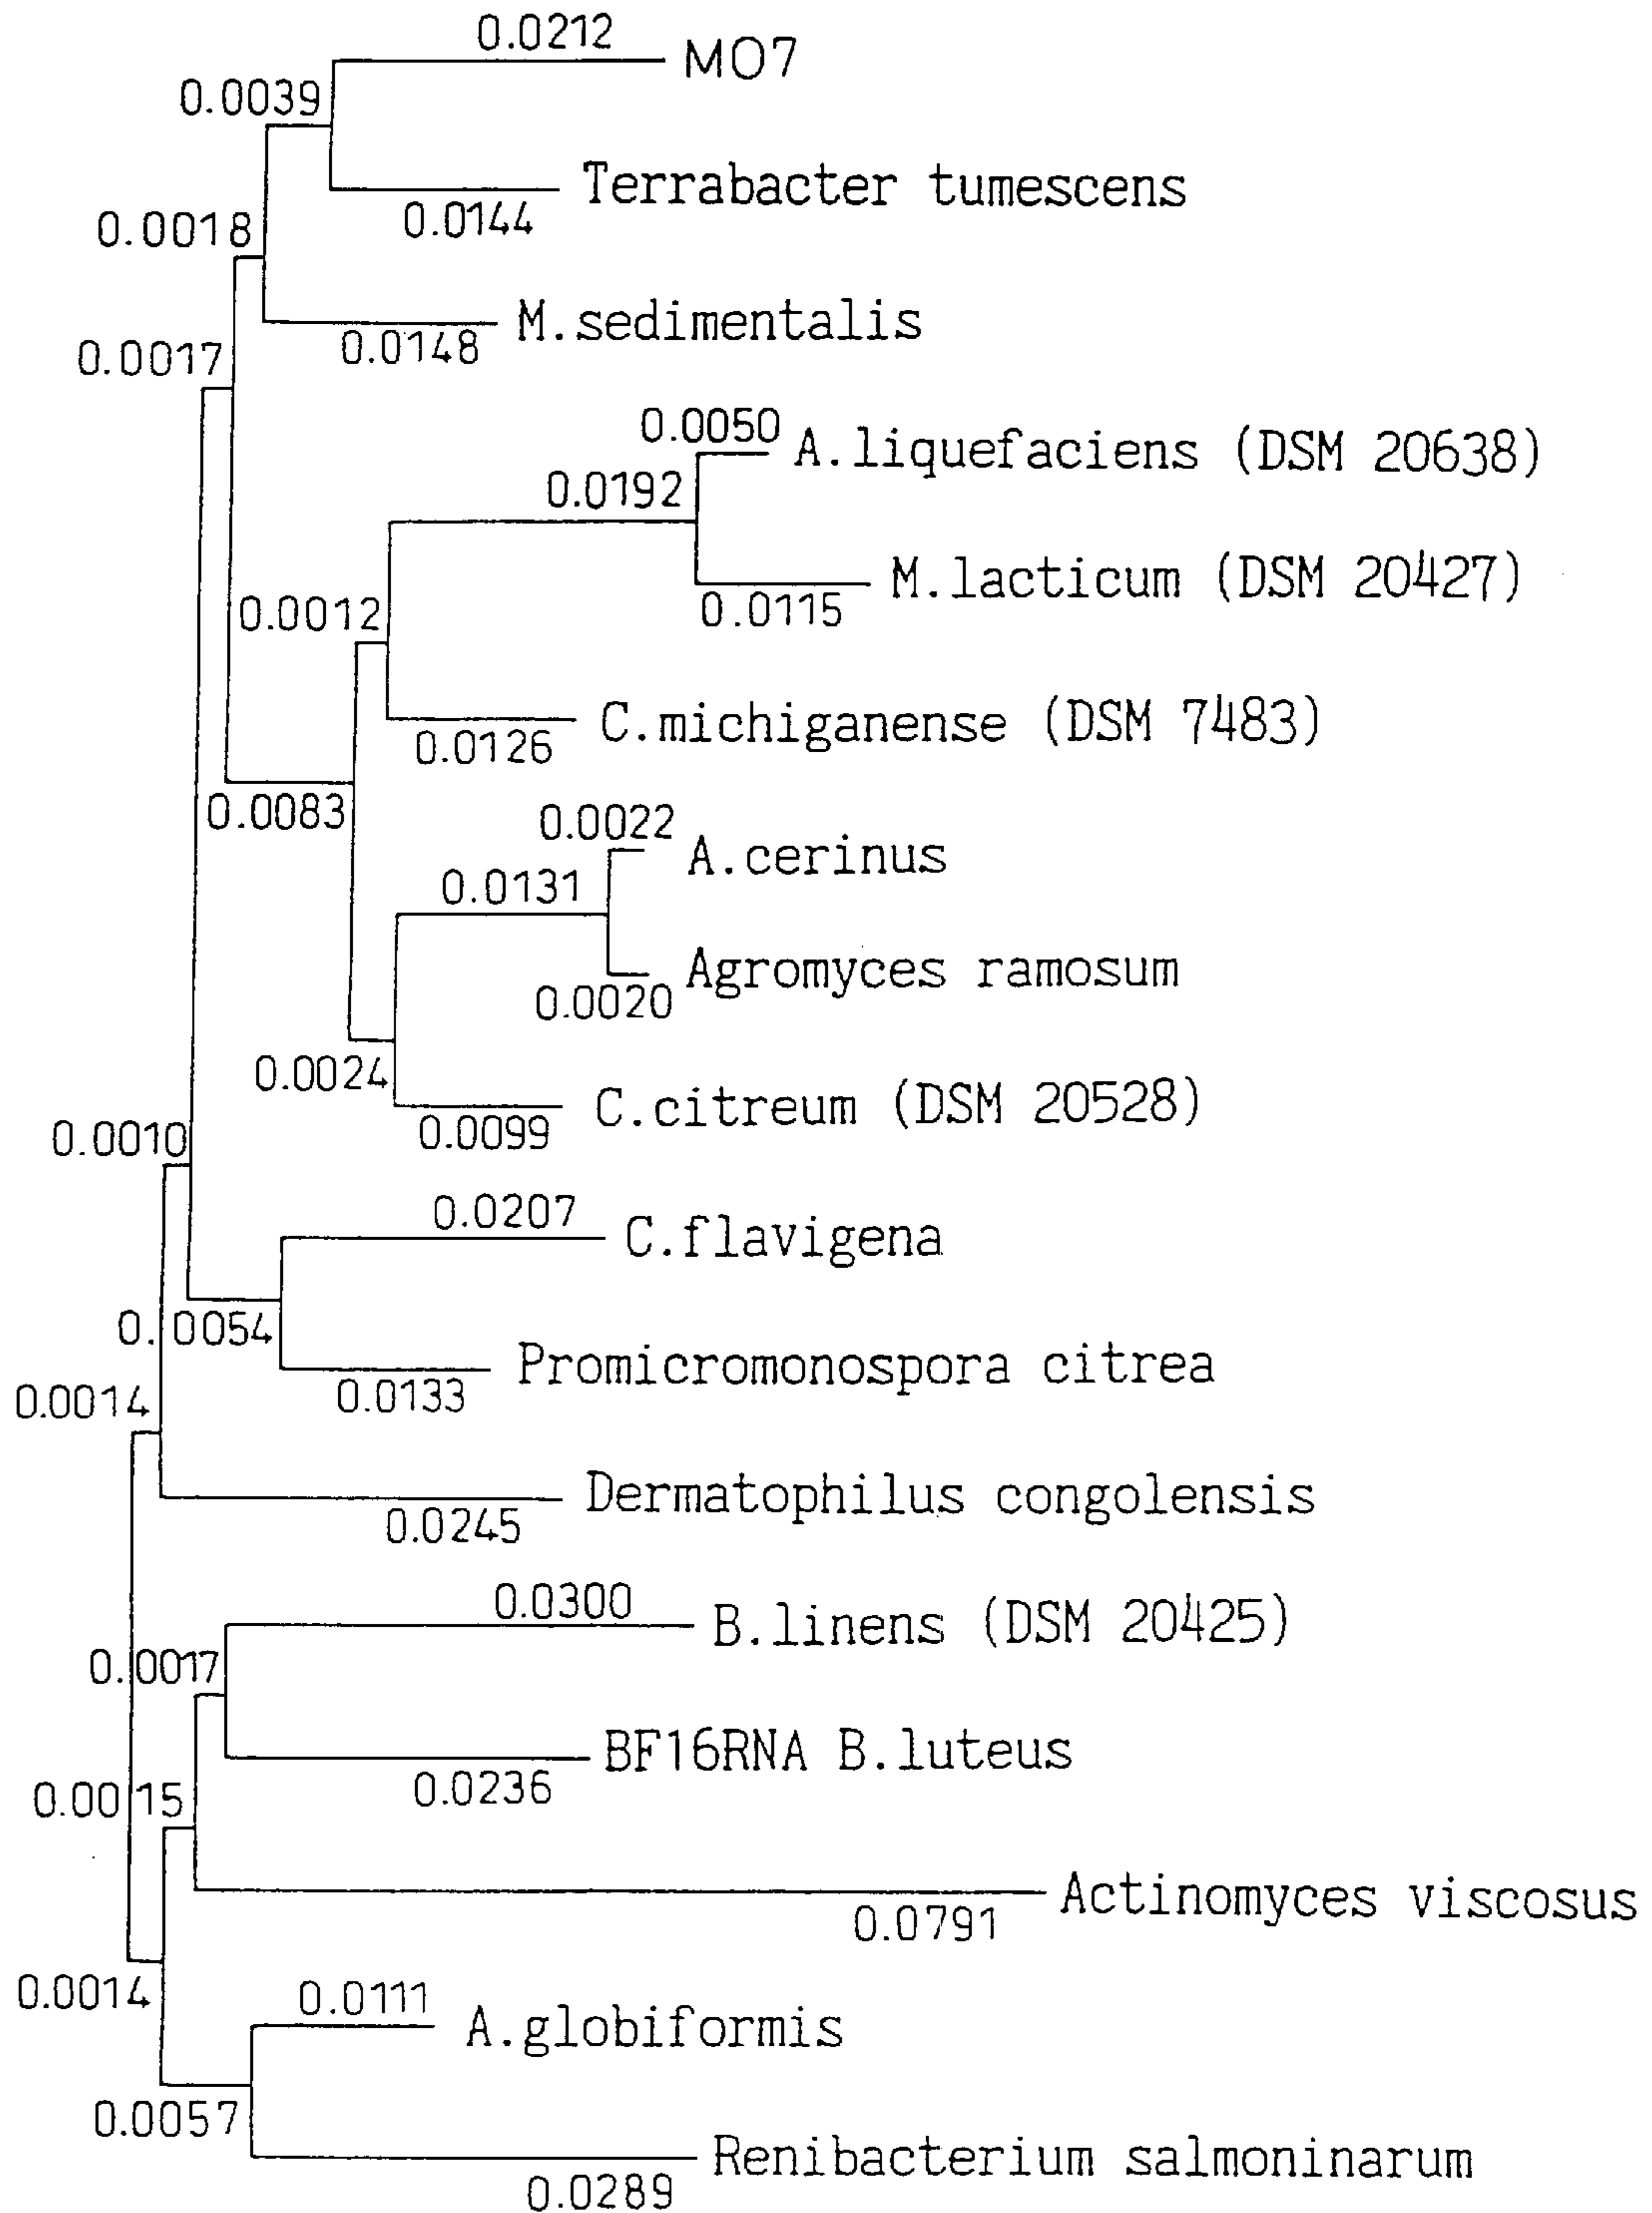 0.0212
MO7
0.0039
Terrabacter tumescens
0.0144
0.0018
M.sedimentalis
0.0148
0.0017
0.0050
A.liquefaciens (DSM 20638)
0.0192
M.lacticum (DSM 20427)
0.0115
0.0012
C.michiganense (DSM 7483)
0.0126
0.0083
0.0022
A.cerinus
0.0131
Agromyces ramosum
0.0020
0.0024
C.citreum (DSM 20528)
0.0099
0.0010
0.0207
C.flavigena
0.0054
Promicromonospora citrea
0.0133
0.0014
Dermatophilus congolensis
0.0245
0.0300
B.linens (DSM 20425)
0.0017
BF16RNA B.luteus
0.0236
0.0015
Actinomyces viscosus
0.0791
0.0014
0.0111
A.globiformis
0.0057
Renibacterium salmoninarum
0.0289